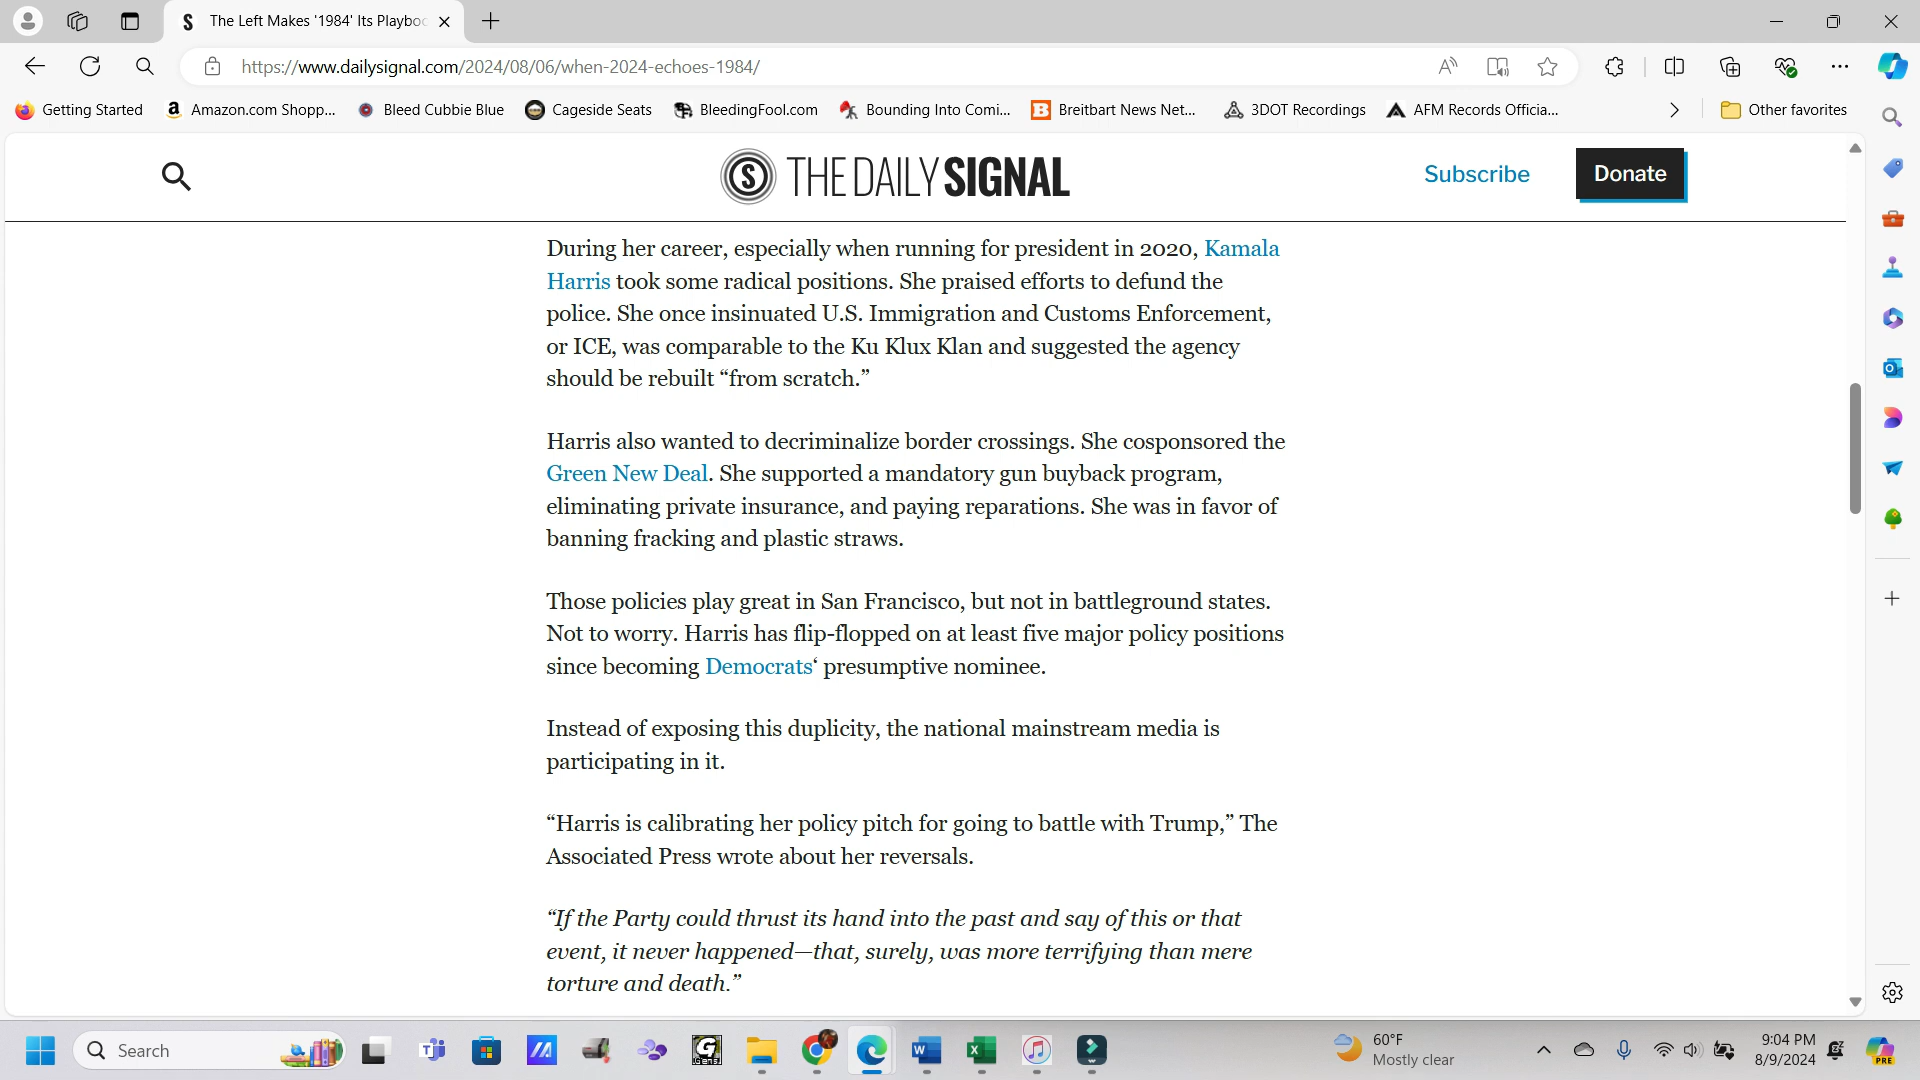 The Left Makes '1984' Its Playboo
https://www.dailysignal.com/2024/08/06/when-2024-echoes-1984/
Getting Started
Amazon.com Shopp...
Bleed Cubbie Blue
Cageside Seats
BleedingFool.com
Bounding Into Comi...
Breitbart News Net...
3DOT Recordings
AFM Records Officia...
Other favorites
THE DAILY SIGNAL
Subscribe
Donate
During her career, especially when running for president in 2020, Kamala
Harris took some radical positions. She praised efforts to defund the
police. She once insinuated U.S. Immigration and Customs Enforcement,
or ICE, was comparable to the Ku Klux Klan and suggested the agency
should be rebuilt “from scratch.”
Harris also wanted to decriminalize border crossings. She cosponsored the
Green New Deal. She supported a mandatory gun buyback program,
eliminating private insurance, and paying reparations. She was in favor of
banning fracking and plastic straws.
Those policies play great in San Francisco, but not in battleground states.
Not to worry. Harris has flip-flopped on at least five major policy positions
since becoming Democrats‘ presumptive nominee.
Instead of exposing this duplicity, the national mainstream media is
participating in it.
“Harris is calibrating her policy pitch for going to battle with Trump,” The
Associated Press wrote about her reversals.
“If the Party could thrust its hand into the past and say of this or that
event, it never happened—that, surely, was more terrifying than mere
torture and death.”
Search
60°F
Mostly clear
9:04 PM
8/9/2024
PRE